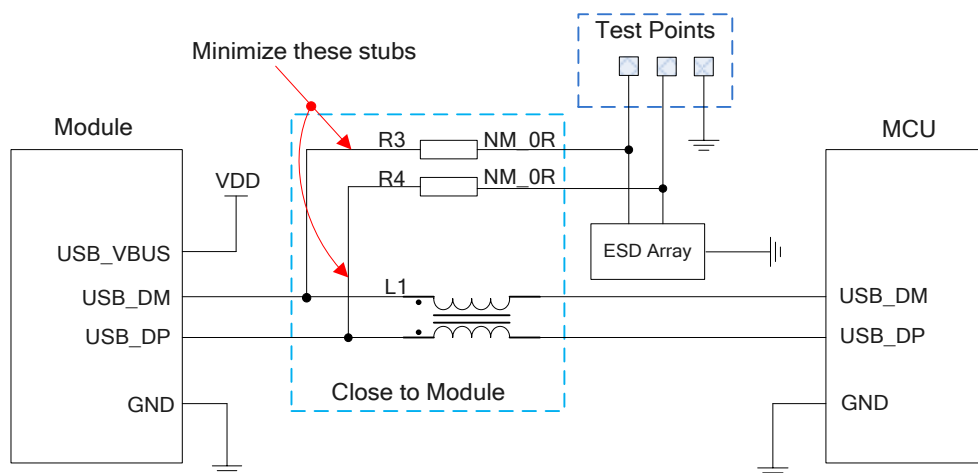 Test Points
Minimize these stubs
Module
MCU
R3 NM_0R
R4 NM_0R
VDD
ESD Array
USB_VBUS
USB_DM
L1
USB_DM
USB_DP
USB_DP
Close to Module
GND
GND